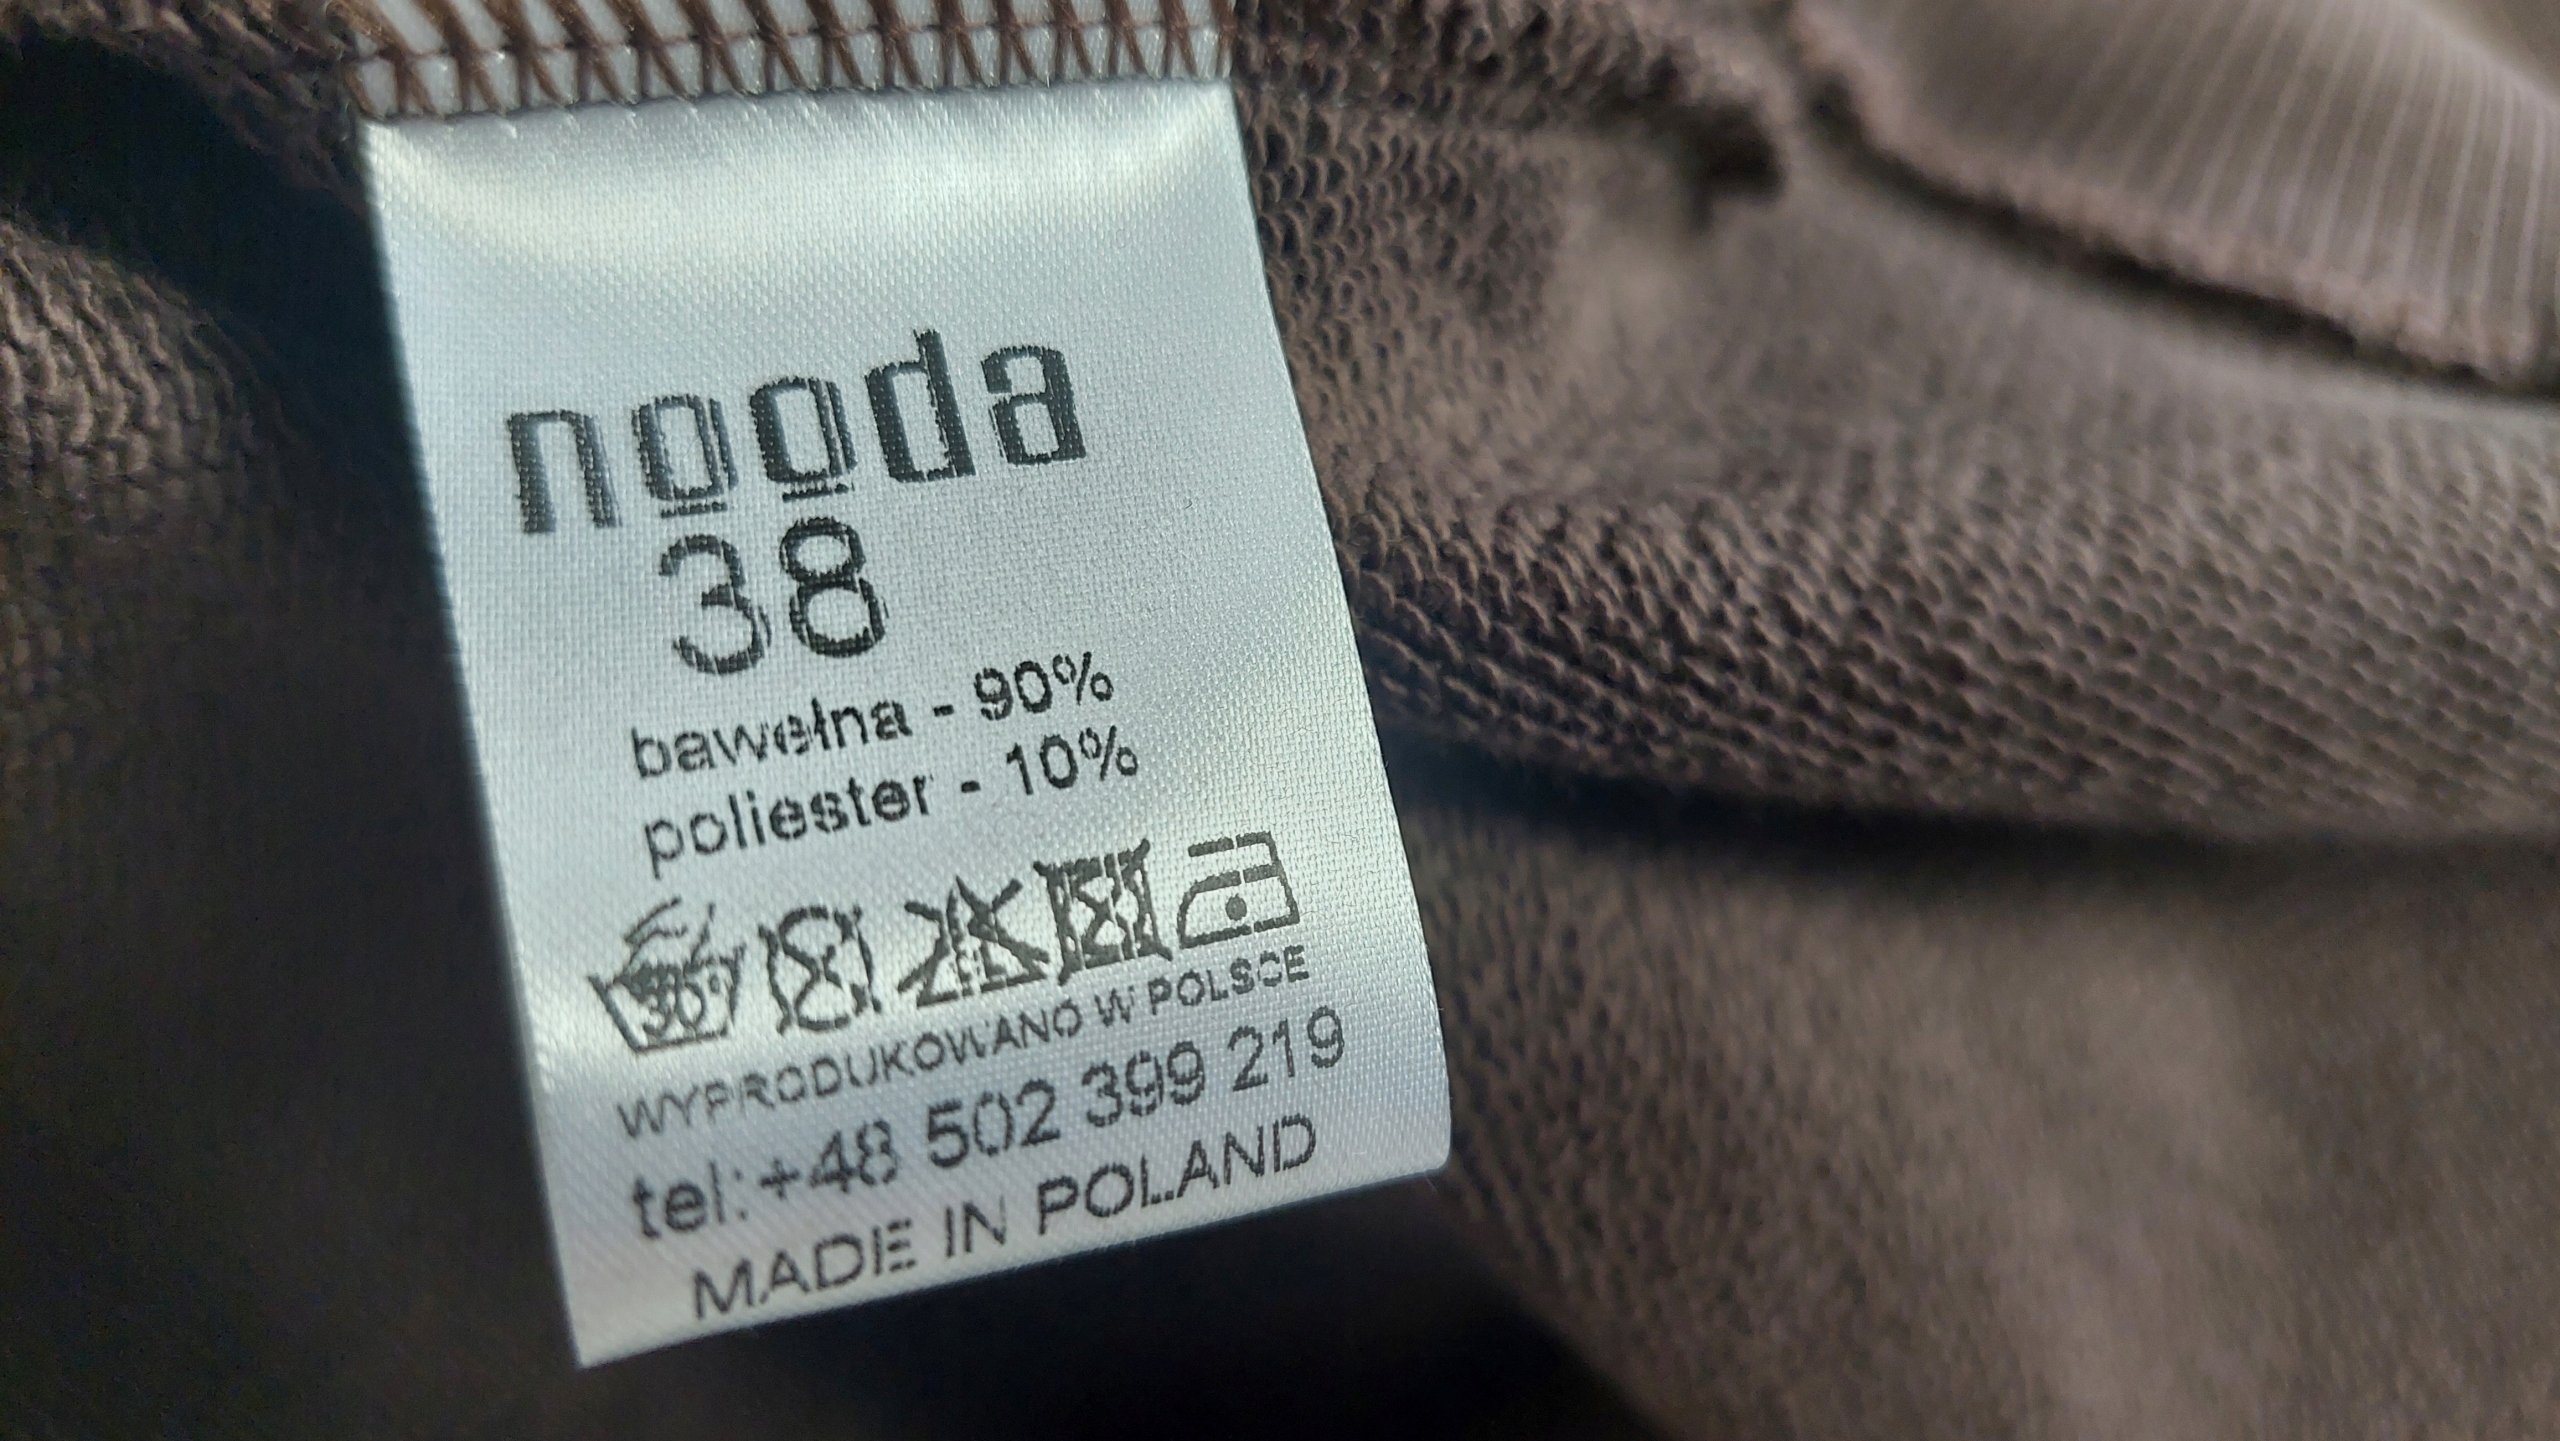 nooda
38
bawełna - 90%
poliester - 10%
30°
WYPRODUKOWANO W POLSCE
tel:+48 502 399 219
MADE IN POLAND